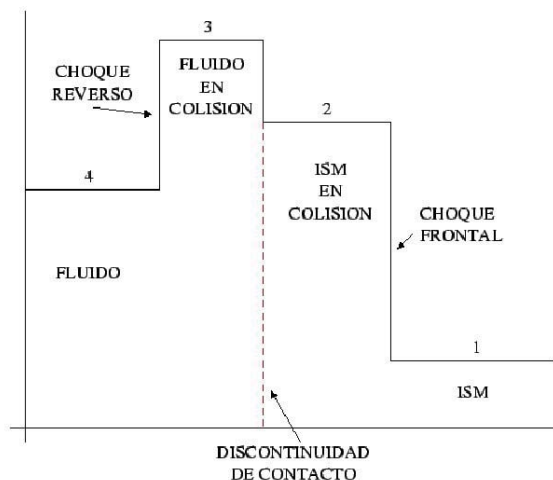 3
CHOQUE
REVERSO
FLUIDO
EN
COLISION
2
4
ISM
EN
COLISION
CHOQUE
FRONTAL
FLUIDO
1
ISM
DISCONTINUIDAD
DE CONTACTO